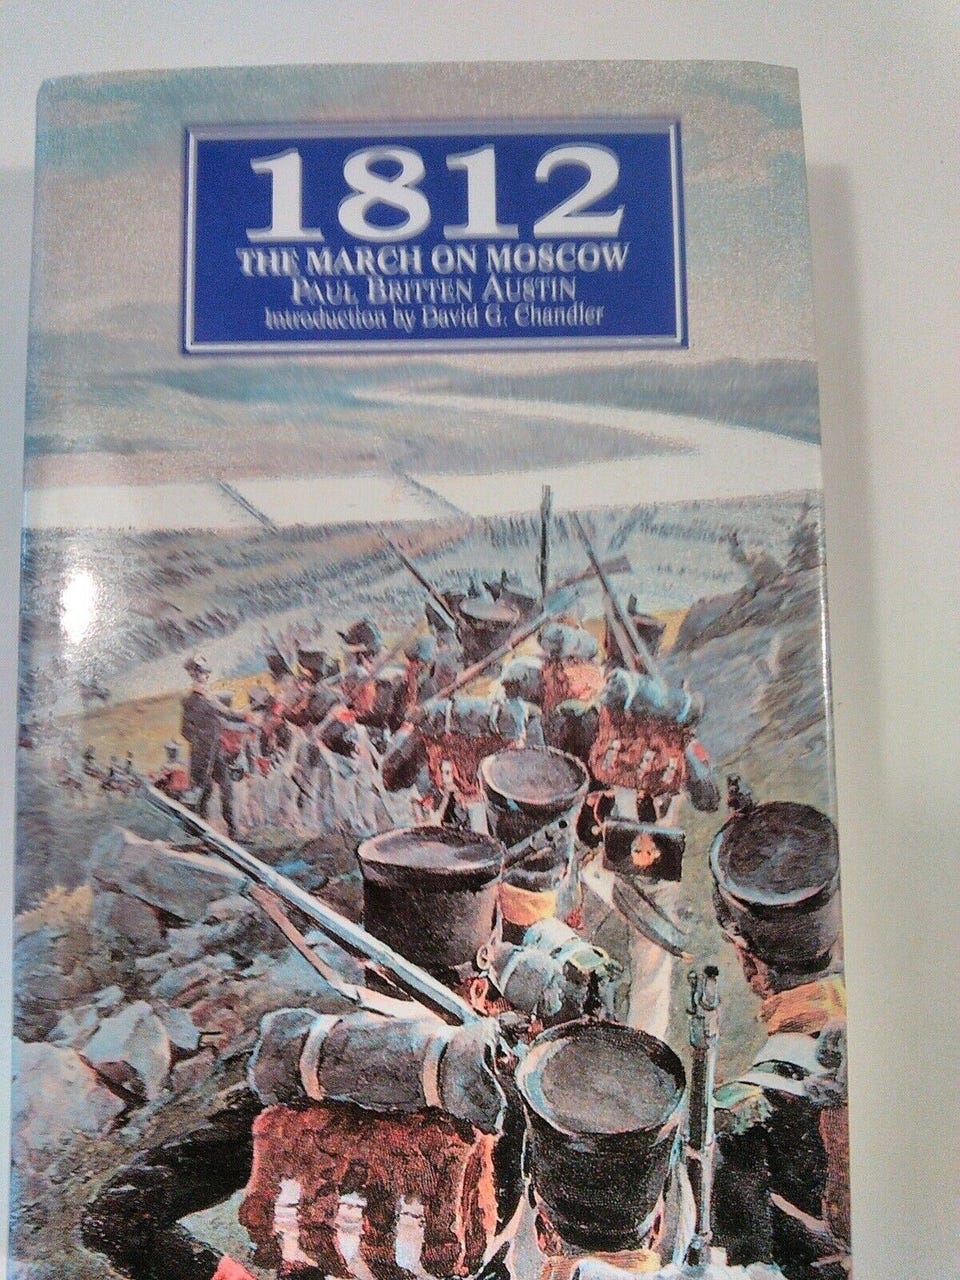 1812
THE MARCH ON MOSCOW
PAUL BRITTEN AUSTIN
Introduction by David G. Chandler